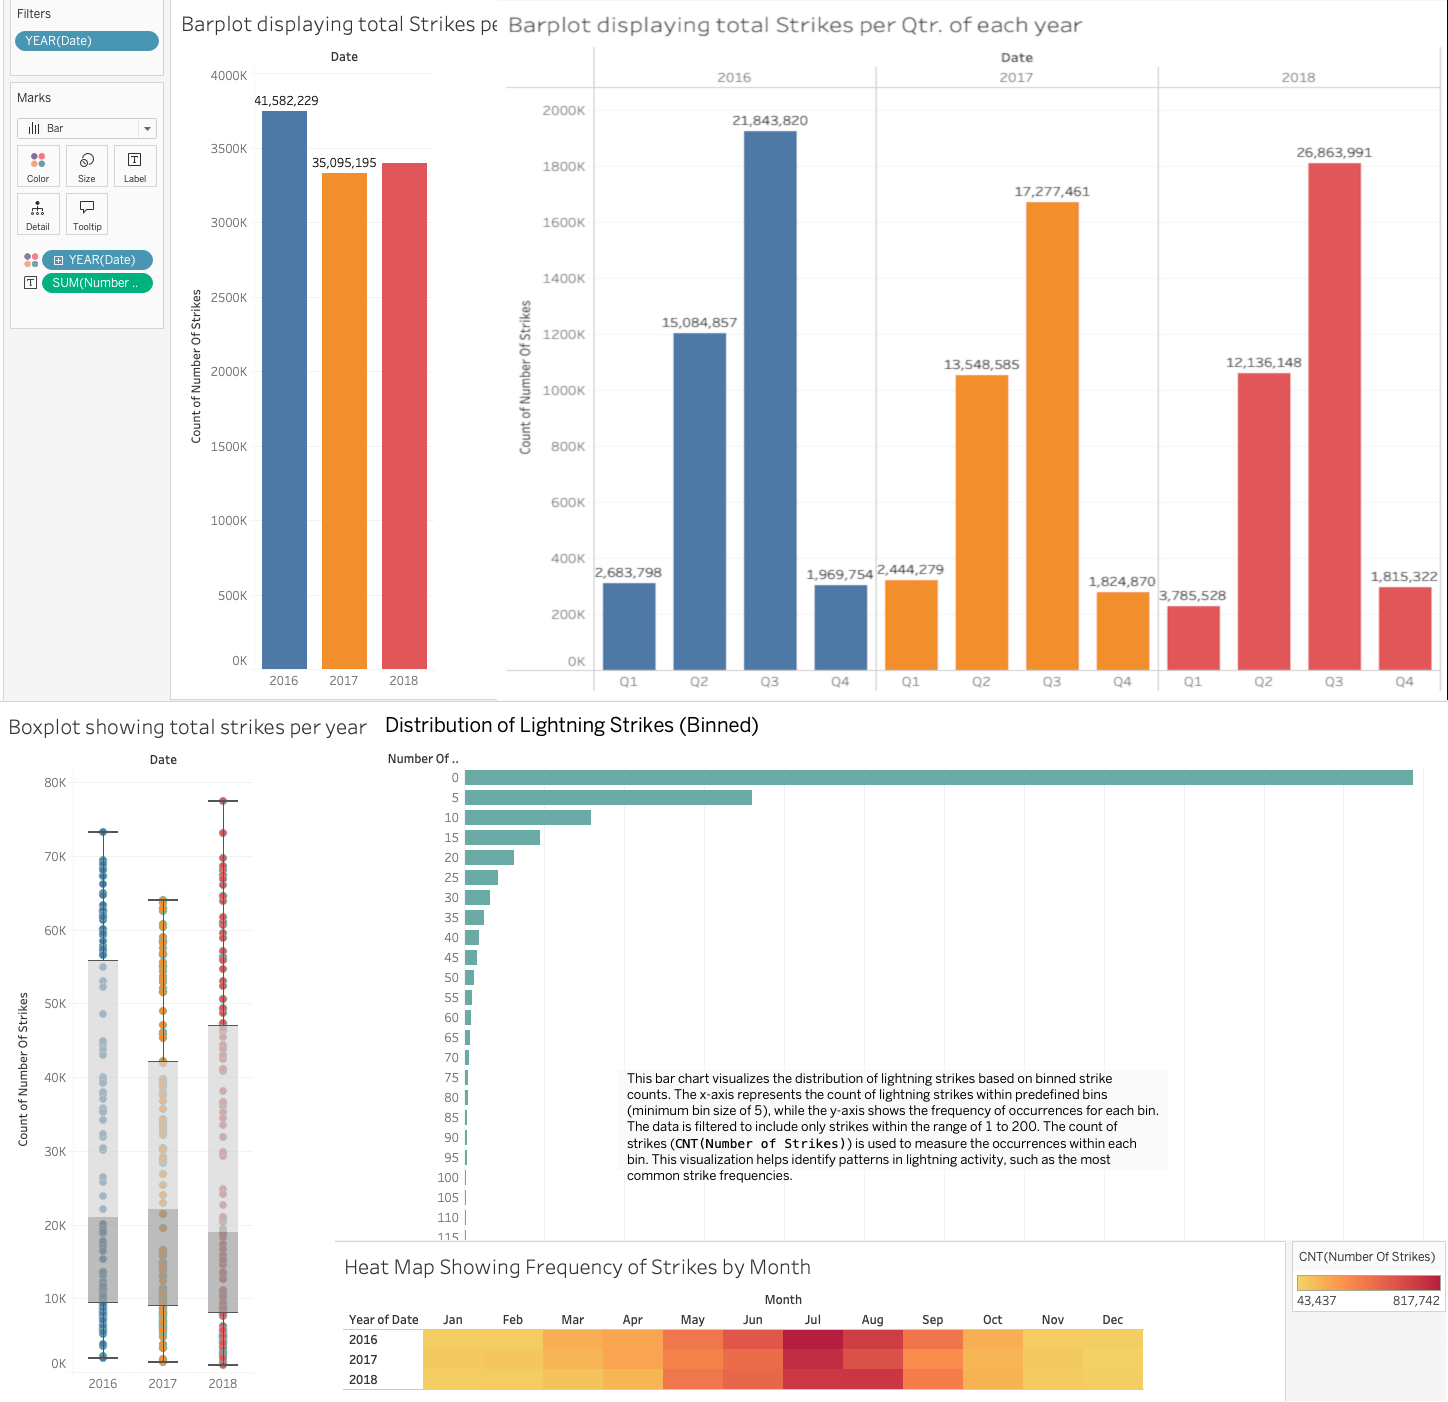 Filters
YEAR(Date)
Marks
Bar
Color
Size
Label
Detail
Tooltip
YEAR(Date)
SUM(Number ..
Barplot displaying total Strikes pe
Date
4000K
3500K
3000K
2500K
2000K
1500K
1000K
500K
0K
Count of Number Of Strikes
41,582,229
35,095,195
2016
2017
2018
Barplot displaying total Strikes per Qtr. of each year
Date
2016
2017
2018
2000K
1800K
1600K
1400K
1200K
1000K
800K
600K
400K
200K
0K
Count of Number Of Strikes
2,683,798
15,084,857
21,843,820
1,969,754
2,444,279
13,548,585
17,277,461
1,824,870
3,785,528
12,136,148
26,863,991
1,815,322
Q1
Q2
Q3
Q4
Q1
Q2
Q3
Q4
Q1
Q2
Q3
Q4
Boxplot showing total strikes per year
Date
80K
70K
60K
50K
40K
30K
20K
10K
0K
Count of Number Of Strikes
2016
2017
2018
Distribution of Lightning Strikes (Binned)
Number Of ..
0
5
10
15
20
25
30
35
40
45
50
55
60
65
70
75
80
85
90
95
100
105
110
115
This bar chart visualizes the distribution of lightning strikes based on binned strike
counts. The x-axis represents the count of lightning strikes within predefined bins
(minimum bin size of 5), while the y-axis shows the frequency of occurrences for each bin.
The data is filtered to include only strikes within the range of 1 to 200. The count of
strikes (CNT(Number of Strikes)) is used to measure the occurrences within each
bin. This visualization helps identify patterns in lightning activity, such as the most
common strike frequencies.
Heat Map Showing Frequency of Strikes by Month
Month
Year of Date Jan Feb Mar Apr May Jun Jul Aug Sep Oct Nov Dec
2016
2017
2018
CNT(Number Of Strikes)
43,437 817,742